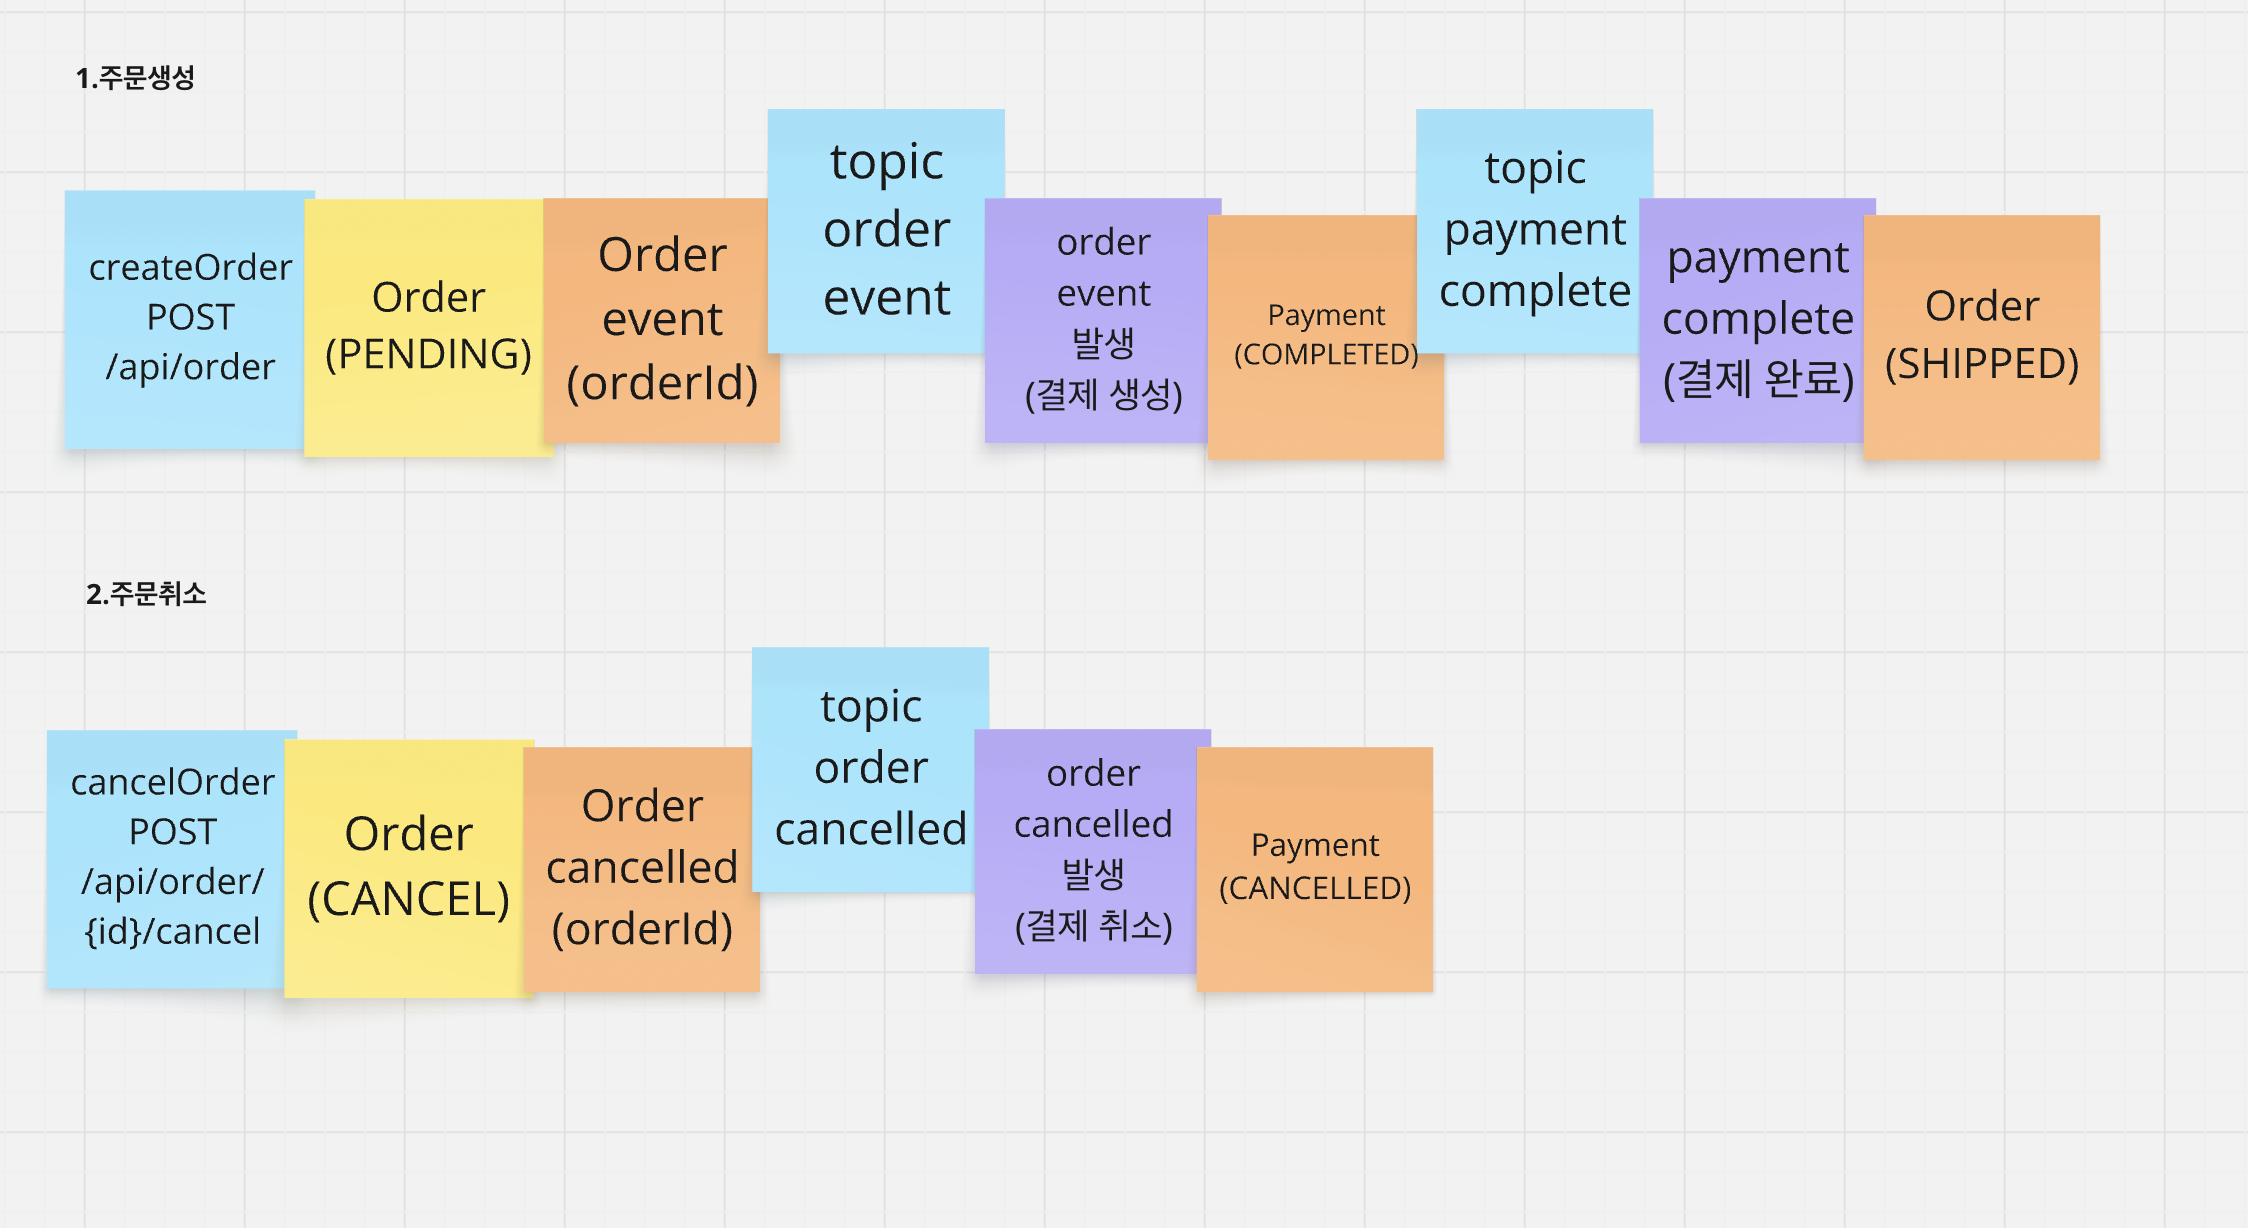 1.주문생성
createOrder
POST
/api/order
Order
(PENDING)
Order
event
(orderId)
topic
order
event
order
event
발생
(결제 생성)
Payment
(COMPLETED)
topic
payment
complete
payment
complete
(결제 완료)
Order
(SHIPPED)
2.주문취소
cancelOrder
POST
/api/order/
{id}/cancel
Order
(CANCEL)
Order
cancelled
(orderId)
topic
order
cancelled
order
cancelled
발생
(결제 취소)
Payment
(CANCELLED)